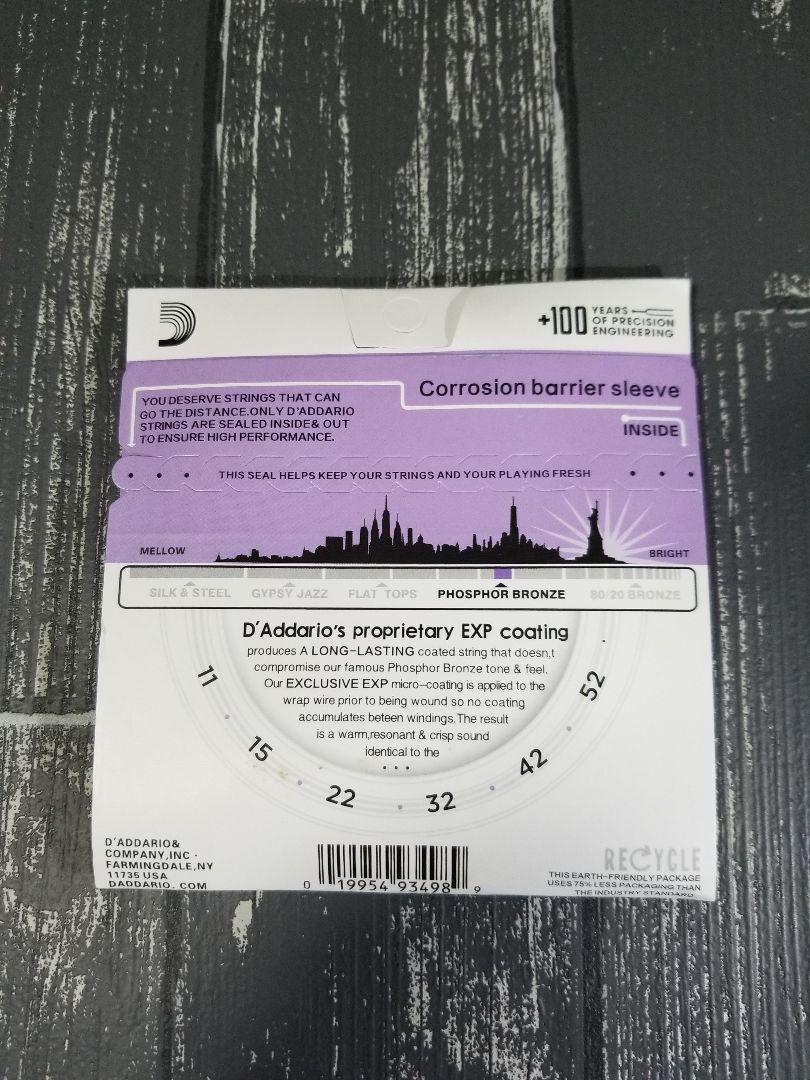 +100 YEARS
OF PRECISION
ENGINEERING
YOU DESERVE STRINGS THAT CAN
GO THE DISTANCE.ONLY D'ADDARIO
STRINGS ARE SEALED INSIDE& OUT
TO ENSURE HIGH PERFORMANCE.
Corrosion barrier sleeve
INSIDE
THIS SEAL HELPS KEEP YOUR STRINGS AND YOUR PLAYING FRESH
MELLOW
BRIGHT
SILK & STEEL GYPSY JAZZ FLAT TOPS PHOSPHOR BRONZE 80/20 BRONZE
D'Addario's proprietary EXP coating
produces A LONG-LASTING coated string that doesn,t
compromise our famous Phosphor Bronze tone & feel.
Our EXCLUSIVE EXP micro-coating is applied to the
wrap wire prior to being wound so no coating
accumulates beteen windings.The result
is a warm,resonant & crisp sound
identical to the
...
11 15 22 32 42 52
D'ADDARIO&
COMPANY,INC·
FARMINGDALE,NY
11735 USA
DADDARIO. COM
0 19954 93498 9
RECYCLE
THIS EARTH-FRIENDLY PACKAGE
USES 75% LESS PACKAGING THAN
THE INDUSTRY STANDARD.